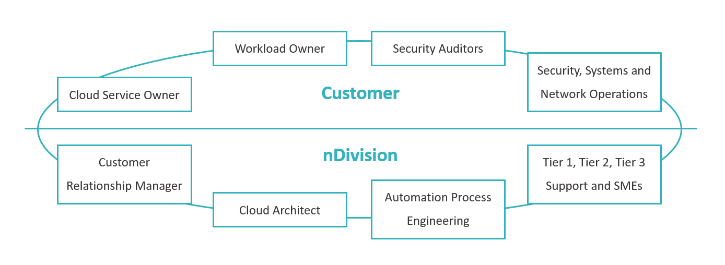 Workload Owner
Security Auditors
Security, Systems and
Network Operations
Cloud Service Owner
Customer
nDivision
Customer
Relationship Manager
Tier 1, Tier 2, Tier 3
Support and SMEs
Cloud Architect
Automation Process
Engineering